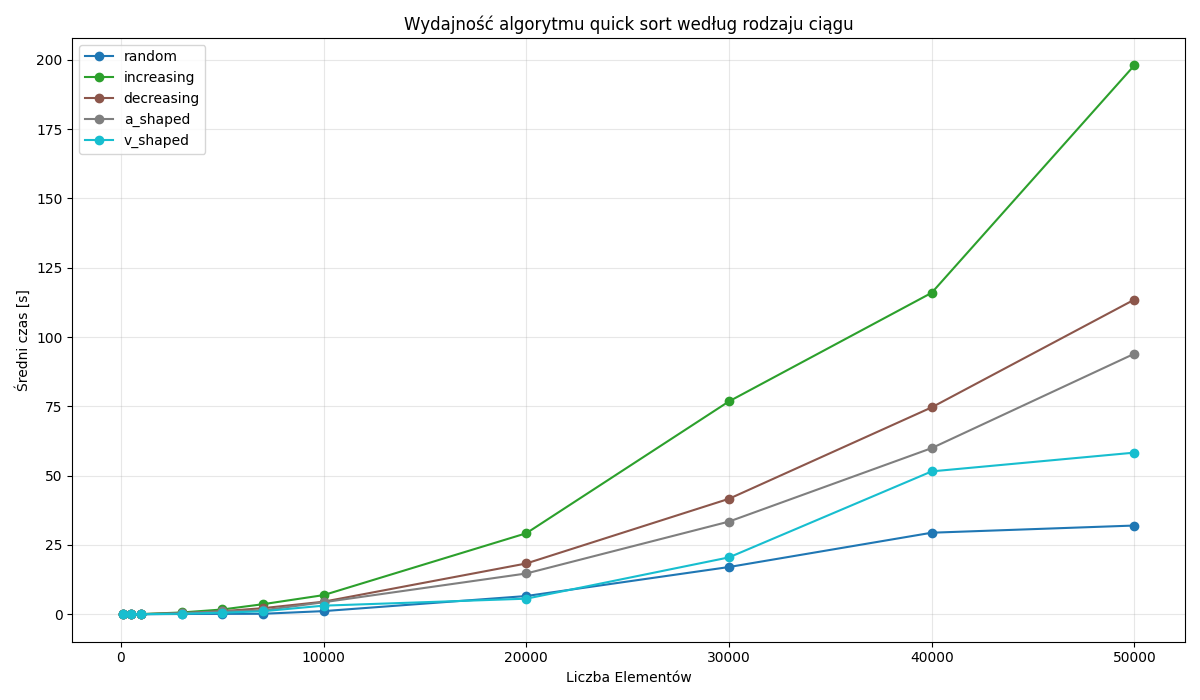 Wydajność algorytmu quick sort według rodzaju ciągu
random
increasing
decreasing
a_shaped
v_shaped
Średni czas [s]
200
175
150
125
100
75
50
25
0
0
10000
20000
30000
40000
50000
Liczba Elementów